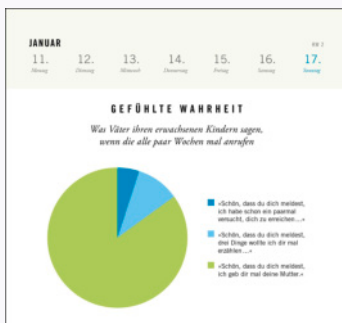 JANUAR
KW 2
11. 12. 13. 14. 15. 16. 17.
Montag Dienstag Mittwoch Donnerstag Freitag Samstag Sonntag
GEFÜHLTE WAHRHEIT
Was Väter ihren erwachsenen Kindern sagen,
wenn die alle paar Wochen mal anrufen
«Schön, dass du dich meldest,
ich habe schon ein paarmal
versucht, dich zu erreichen ...»
«Schön, dass du dich meldest,
drei Dinge wollte ich dir mal
erzählen ...»
«Schön, dass du dich meldest,
ich geb dir mal deine Mutter.»